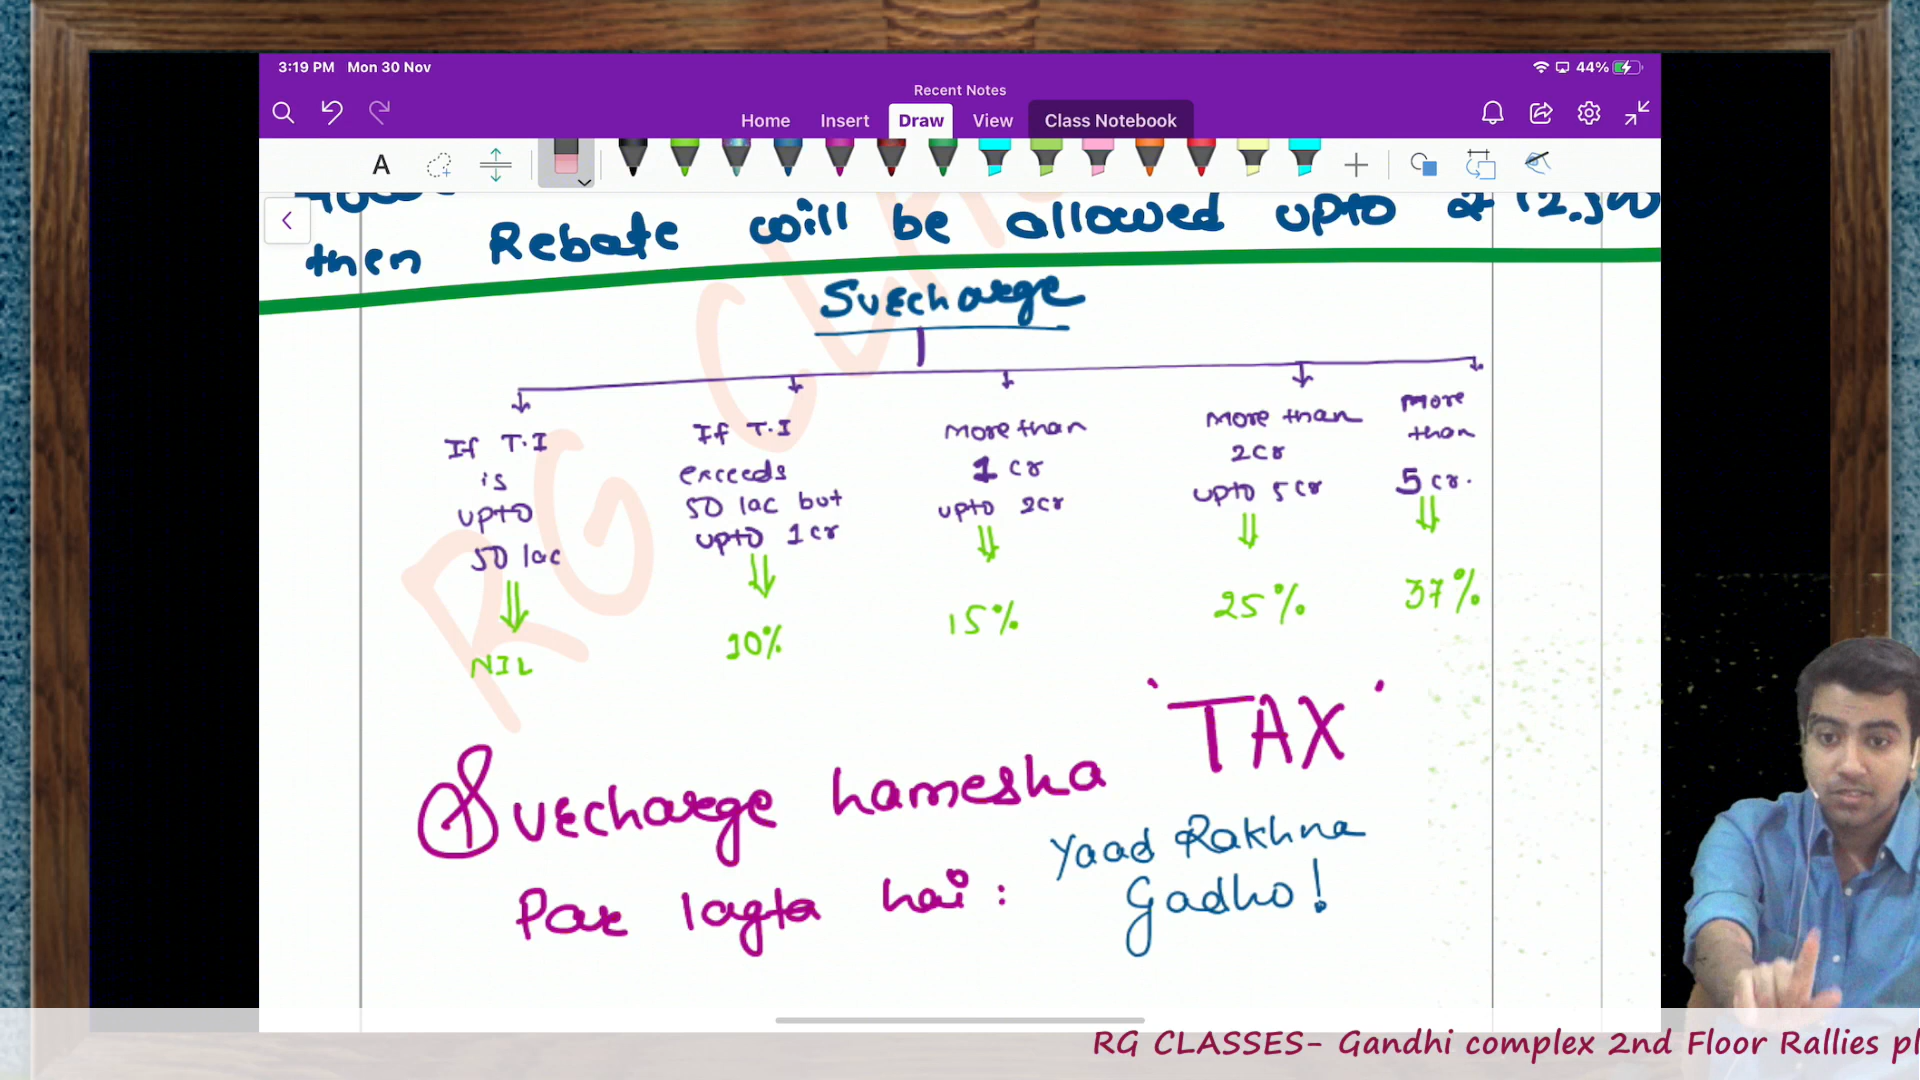 3:19 PM Mon 30 Nov
44%
Recent Notes
Home Insert Draw View Class Notebook
A
then Rebate will be allowed upto
Surcharge
If T.I
is
upto
50 lac
NIL
If T.I
exceeds
50 lac but
upto 1cr
10%
More than
1 cr
upto 2cr
15%
More than
2cr
upto 5cr
25%
More
than
5 cr.
37%
RG CLA
'TAX'
Surcharge hamesha
Par lagta hai :
Yaad Rakhna
Gadho!
RG CLASSES- Gandhi complex 2nd Floor Rallies pl